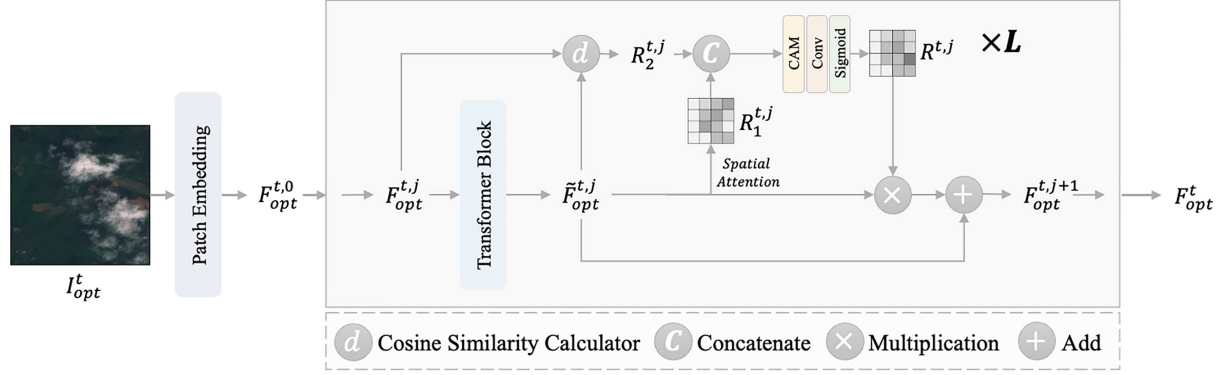 I^t_opt
Patch Embedding
F^{t,0}_opt
F^{t,j}_opt
Transformer Block
F̃^{t,j}_opt
d
R^{t,j}_2
C
R^{t,j}_1
Spatial
Attention
CAM
Conv
Sigmoid
R^{t,j}
×L
×
+
F^{t,j+1}_opt
F^t_opt
d Cosine Similarity Calculator C Concatenate × Multiplication + Add